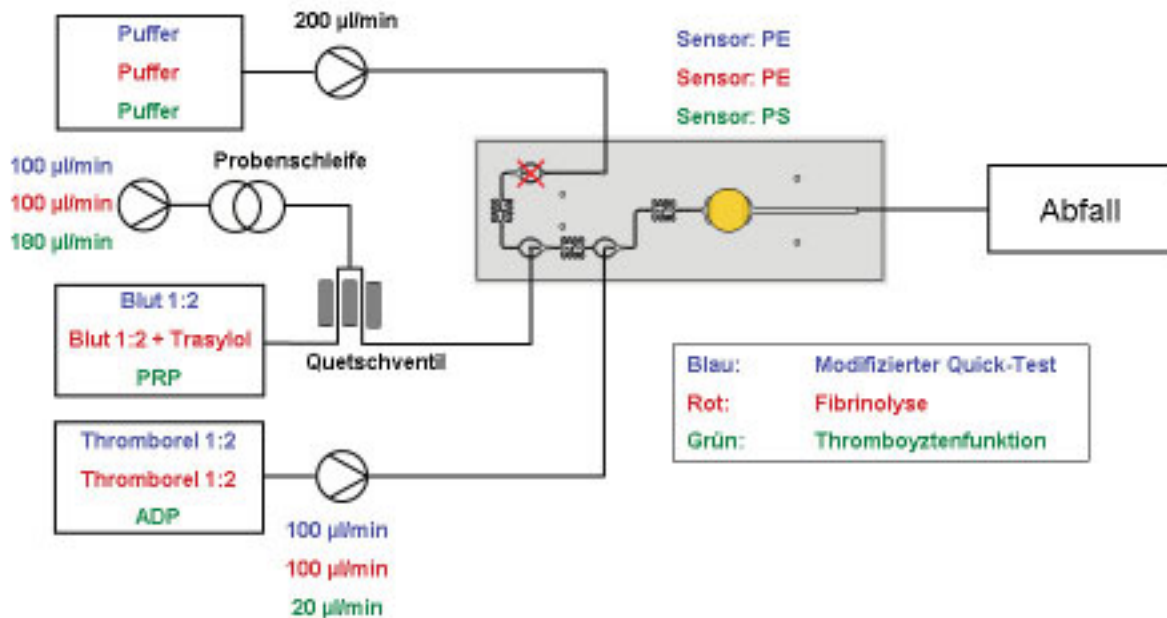 200 µl/min
Puffer
Puffer
Puffer
Sensor: PE
Sensor: PE
Sensor: PS
100 µl/min
100 µl/min
180 µl/min
Probenschleife
Abfall
Blut 1:2
Blut 1:2 + Trasylol
PRP
Quetschventil
Blau: Modifizierter Quick-Test
Rot: Fibrinolyse
Grün: Thromboyztenfunktion
Thromborel 1:2
Thromborel 1:2
ADP
100 µl/min
100 µl/min
20 µl/min